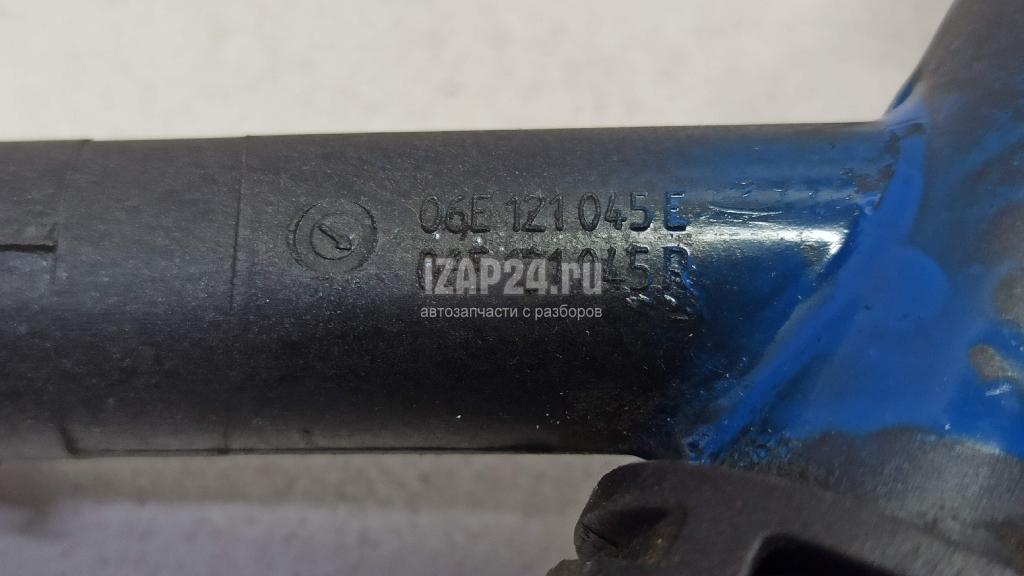 06E 121 045 E
IZAP24.ru
автозапчасти с разборов